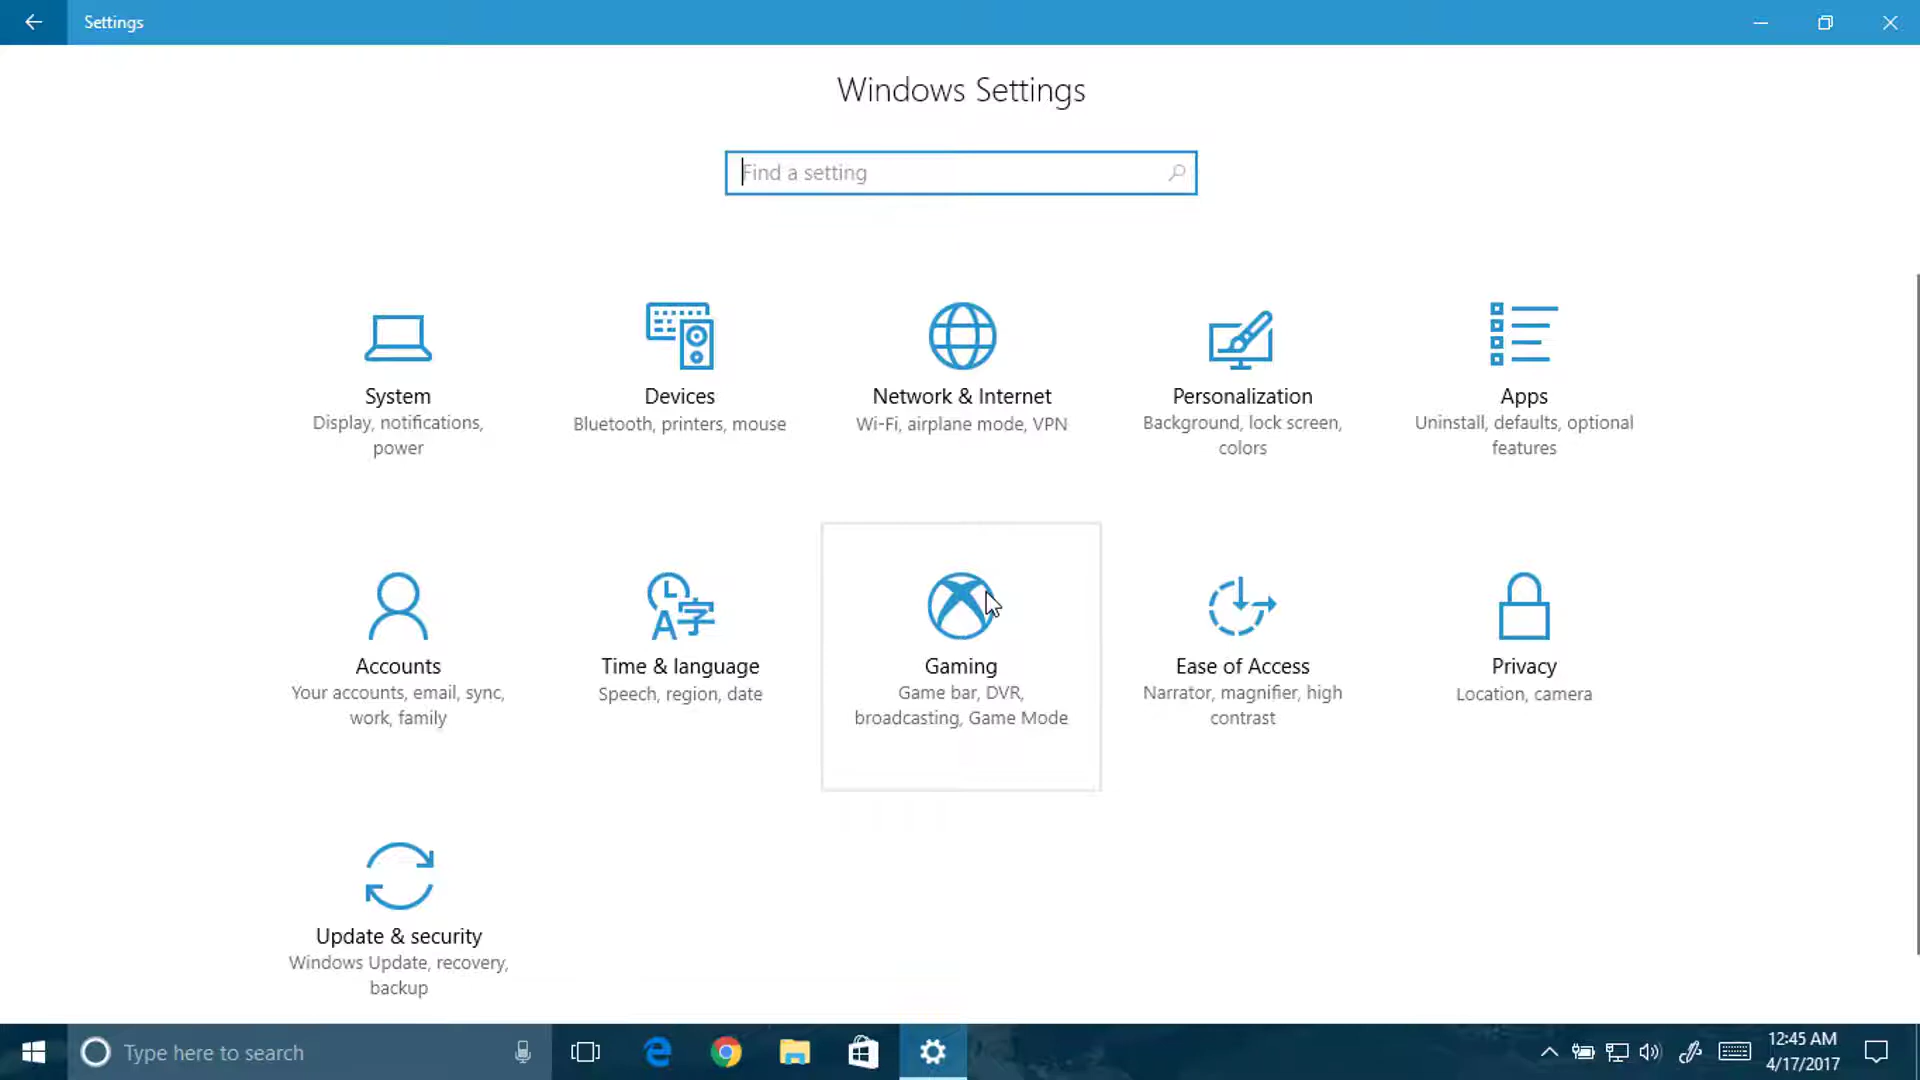 Settings
Windows Settings
Find a setting
System
Display, notifications,
power
Devices
Bluetooth, printers, mouse
Network & Internet
Wi-Fi, airplane mode, VPN
Personalization
Background, lock screen,
colors
Apps
Uninstall, defaults, optional
features
Accounts
Your accounts, email, sync,
work, family
Time & language
Speech, region, date
Gaming
Game bar, DVR,
broadcasting, Game Mode
Ease of Access
Narrator, magnifier, high
contrast
Privacy
Location, camera
Update & security
Windows Update, recovery,
backup
Type here to search
12:45 AM
4/17/2017